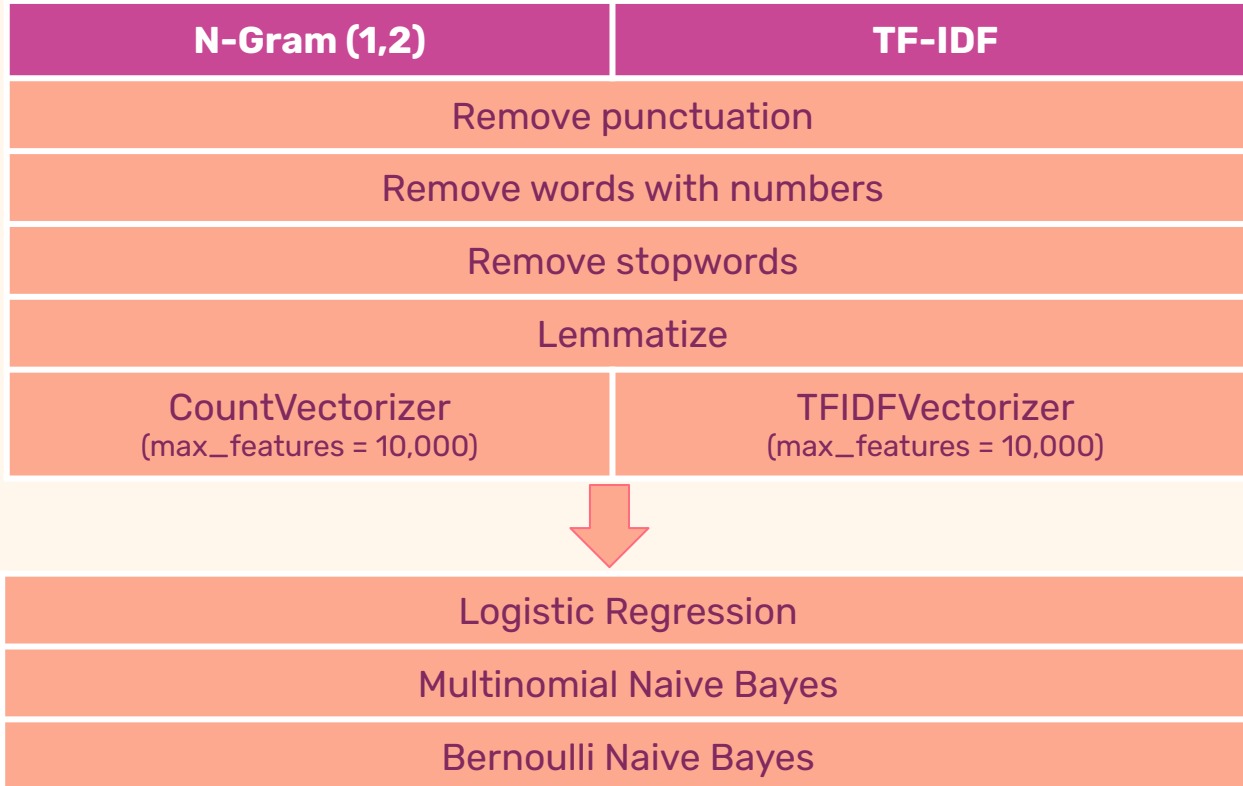 N-Gram (1,2)
TF-IDF
Remove punctuation
Remove words with numbers
Remove stopwords
Lemmatize
CountVectorizer
(max_features = 10,000)
TFIDFVectorizer
(max_features = 10,000)
Logistic Regression
Multinomial Naive Bayes
Bernoulli Naive Bayes